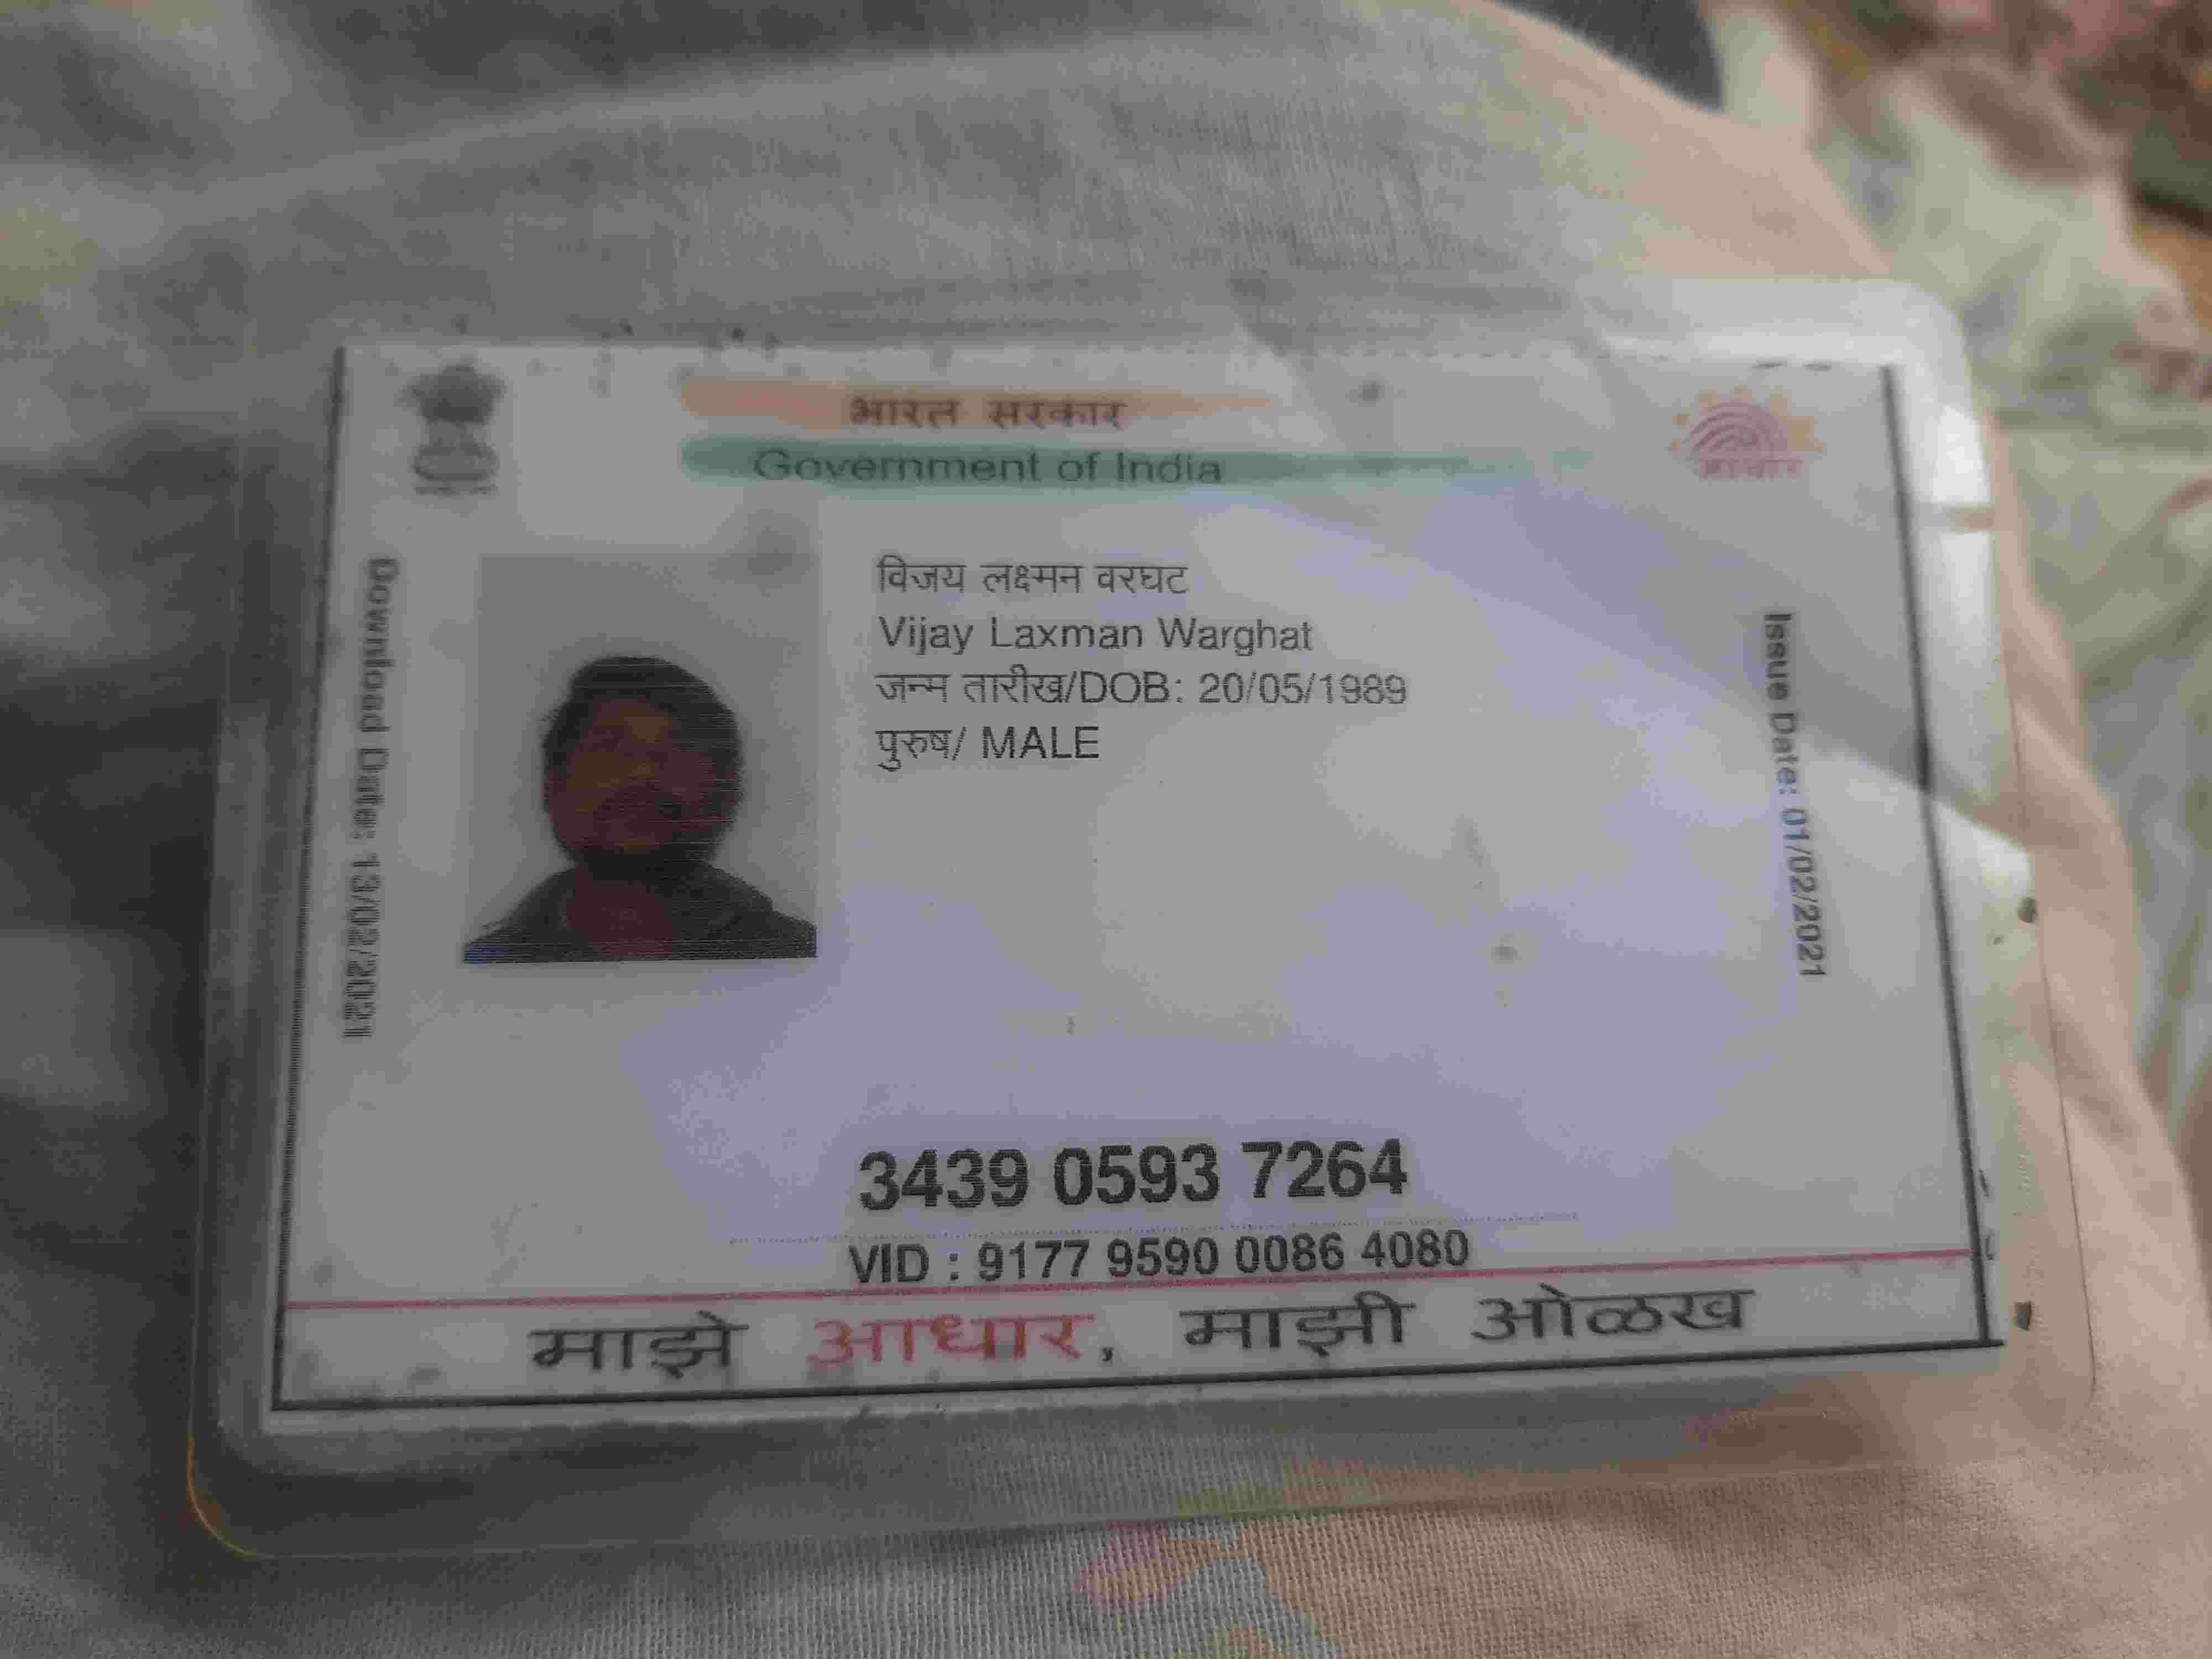 भारत सरकार
Government of India
आधार
Download Date: 13/02/2021
विजय लक्ष्मन वरघट
Vijay Laxman Warghat
जन्म तारीख/DOB: 20/05/1989
पुरुष/ MALE
Issue Date: 01/02/2021
3439 0593 7264
VID : 9177 9590 0086 4080
माझे आधार, माझी ओळख